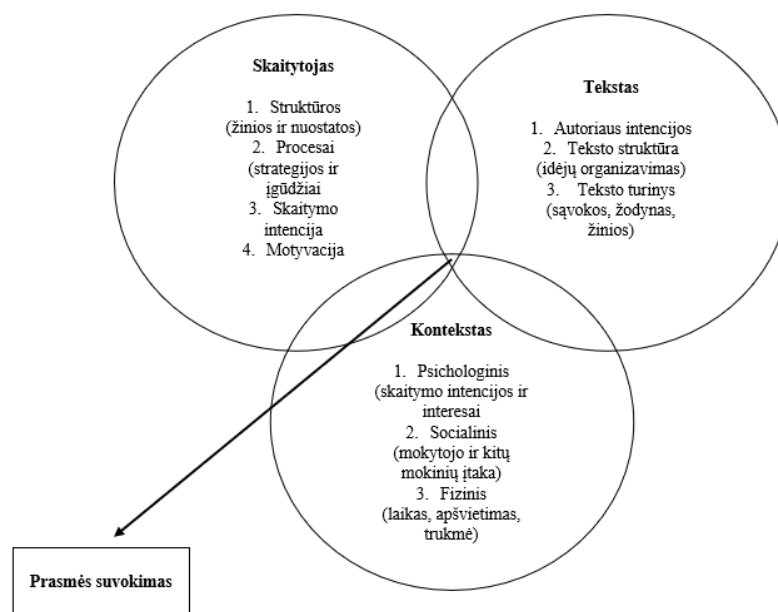 Skaitytojas
1. Struktūros
(žinios ir nuostatos)
2. Procesai
(strategijos ir
įgūdžiai
3. Skaitymo
intencija
4. Motyvacija
Tekstas
1. Autoriaus intencijos
2. Teksto struktūra
(idėjų organizavimas)
3. Teksto turinys
(sąvokos, žodynas,
žinios)
Kontekstas
1. Psichologinis
(skaitymo intencijos ir
interesai
2. Socialinis
(mokytojo ir kitų
mokinių įtaka)
3. Fizinis
(laikas, apšvietimas,
trukmė)
Prasmės suvokimas